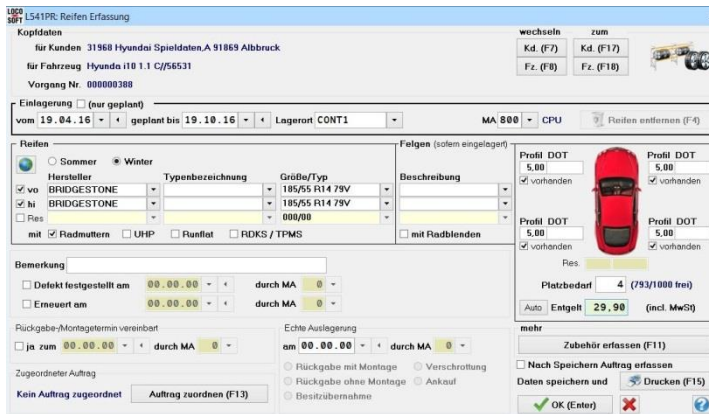 LOCO SOFT L541PR: Reifen Erfassung
Kopfdaten
wechseln zum
für Kunden 31968 Hyundai Spieldaten,A 91869 Albbruck
Kd. (F7) Kd. (F17)
für Fahrzeug Hyunda i10 1.1 C//56531
Fz. (F8) Fz. (F18)
Vorgang Nr. 000000388
Einlagerung (nur geplant)
vom 19.04.16 geplant bis 19.10.16 Lagerort CONT1 MA 800 CPU Reifen entfernen (F4)
Reifen Felgen (sofern eingelagert)
Sommer Winter
Hersteller Typenbezeichnung Größe/Typ Beschreibung
vo BRIDGESTONE 185/55 R14 79V
hi BRIDGESTONE 185/55 R14 79V
Res 000/00
mit Radmuttern UHP Runflat RDKS / TPMS mit Radblenden
Profil DOT Profil DOT
5,00 5,00
vorhanden vorhanden
Profil DOT Profil DOT
5,00 5,00
vorhanden vorhanden
Res.
Platzbedarf 4 (793/1000 frei)
Auto Entgelt 29,90 (incl. MwSt)
Bemerkung
Defekt festgestellt am 00.00.00 durch MA 0
Erneuert am 00.00.00 durch MA 0
Rückgabe-/Montagetermin vereinbart
ja zum 00.00.00 durch MA 0
Zugeordneter Auftrag
Kein Auftrag zugeordnet Auftrag zuordnen (F13)
Echte Auslagerung
am 00.00.00 durch MA 0
Rückgabe mit Montage Verschrottung
Rückgabe ohne Montage Ankauf
Besitzübernahme
mehr
Zubehör erfassen (F11)
Nach Speichern Auftrag erfassen
Daten speichern und Drucken (F15)
OK (Enter) ?